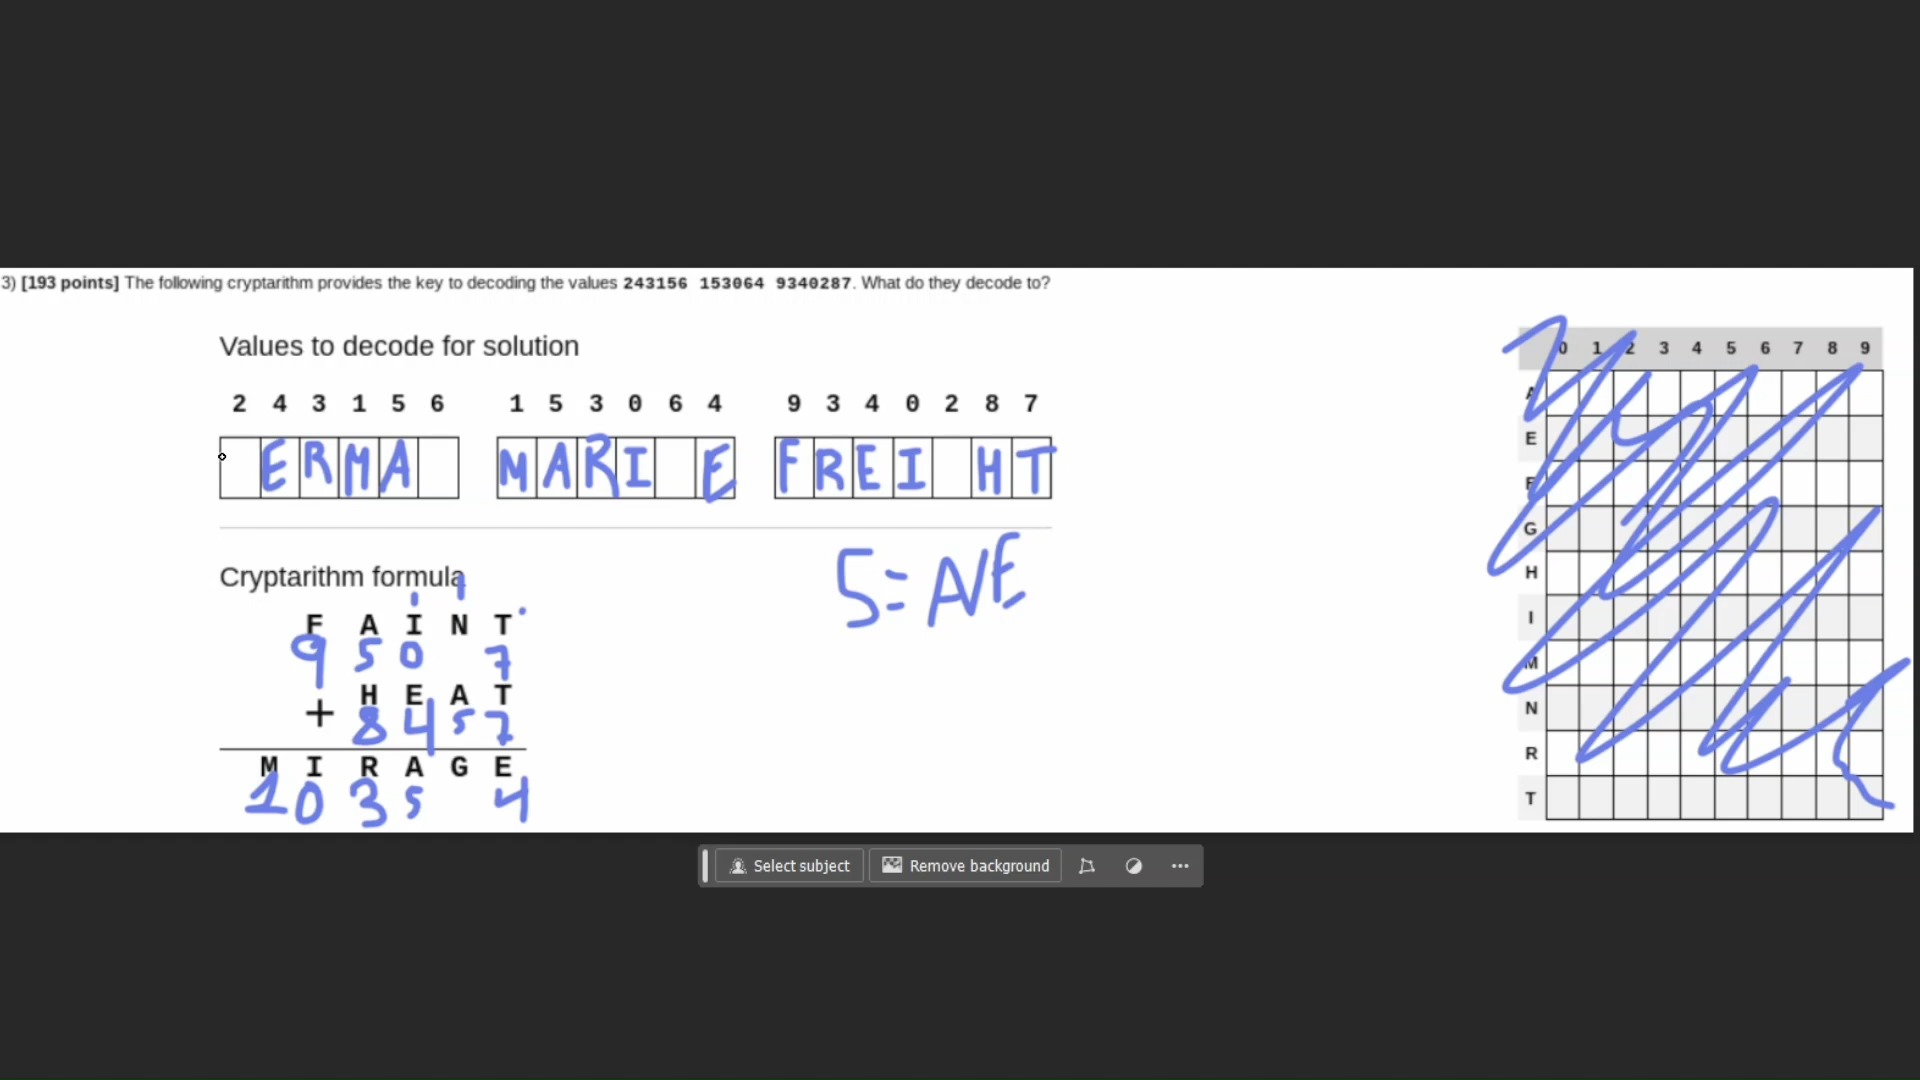 3) [193 points] The following cryptarithm provides the key to decoding the values 243156 153064 9340287. What do they decode to?
Values to decode for solution
2 4 3 1 5 6 1 5 3 0 6 4 9 3 4 0 2 8 7
E R M A M A R I E F R E I H T
Cryptarithm formula
5 = A/E
1 1
F A I N T
9 5 0 7
+ H E A T
8 4 5 7
M I R A G E
1 0 3 5 4
0 1 2 3 4 5 6 7 8 9
A
E
F
G
H
I
M
N
R
T
Select subject Remove background